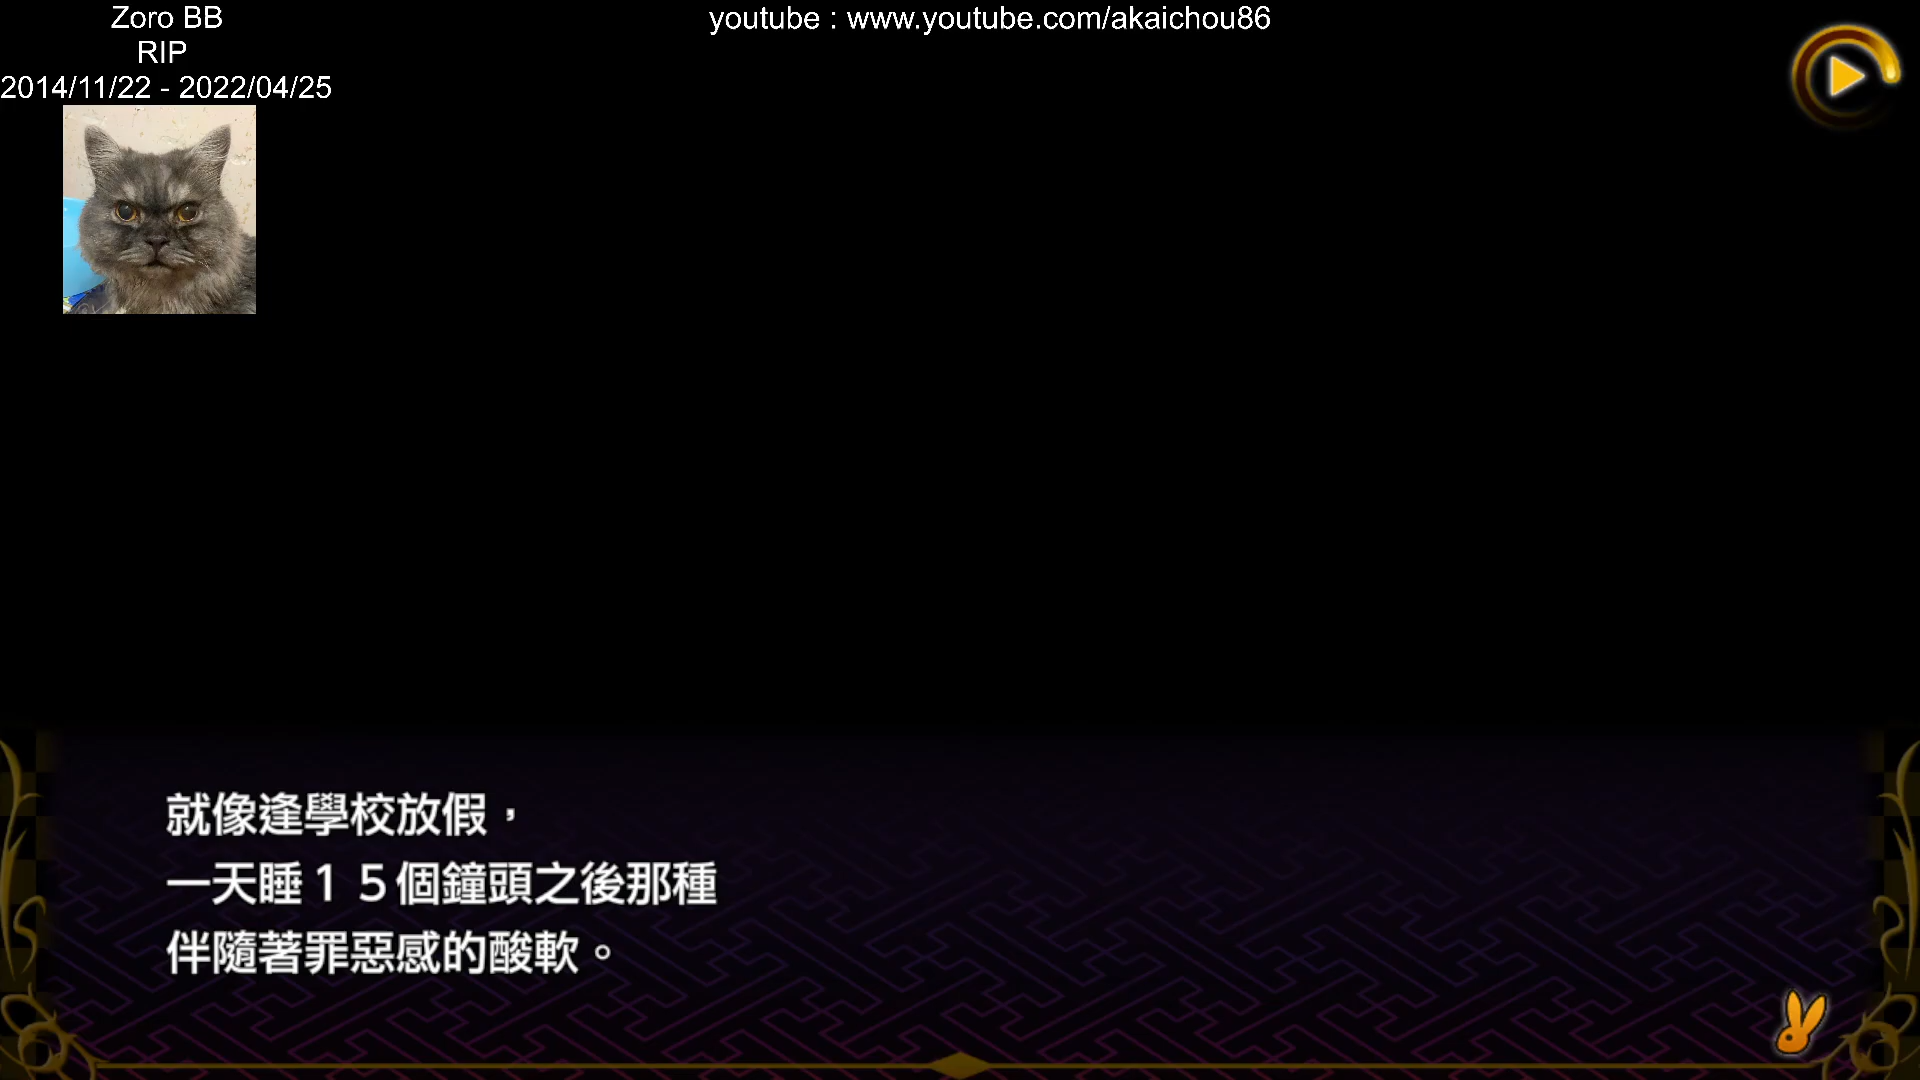 Zoro BB
RIP
2014/11/22 - 2022/04/25
youtube : www.youtube.com/akaichou86
就像逢學校放假，
一天睡１５個鐘頭之後那種
伴隨著罪惡感的酸軟。